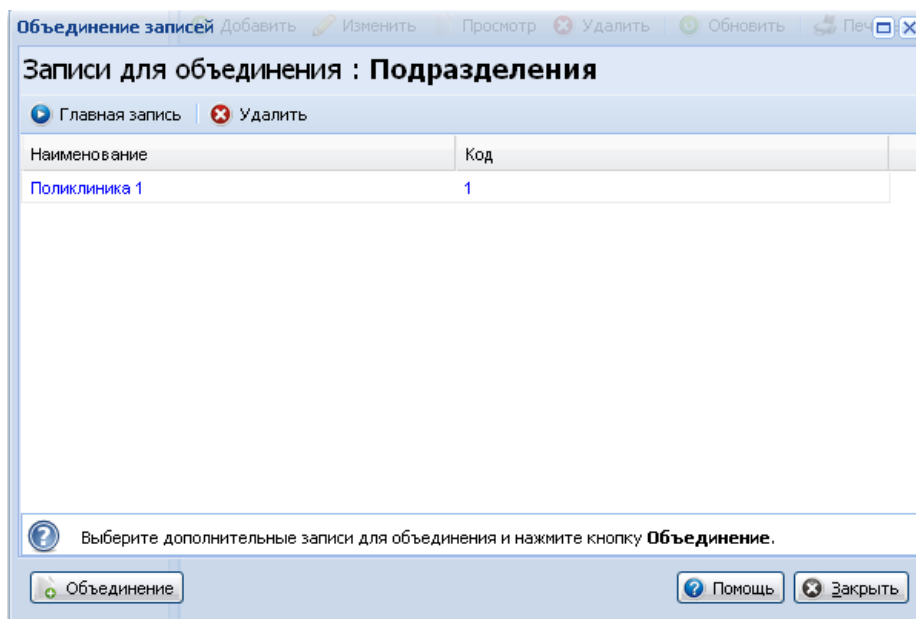 Объединение записей Добавить Изменить Просмотр Удалить Обновить Печ
Записи для объединения : Подразделения
Главная запись Удалить
Наименование Код
Поликлиника 1 1
Выберите дополнительные записи для объединения и нажмите кнопку Объединение.
Объединение Помощь Закрыть